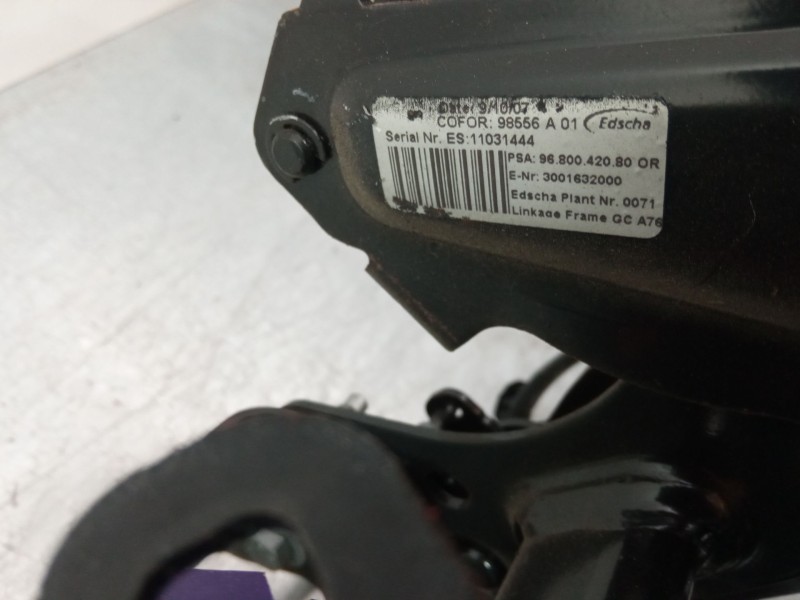 Date: 9/10/07
COFOR: 98556 A 01 Edscha
Serial Nr. ES:11031444
PSA: 96.800.420.80 OR
E-Nr: 3001632000
Edscha Plant Nr. 0071
Linkage Frame GC A76